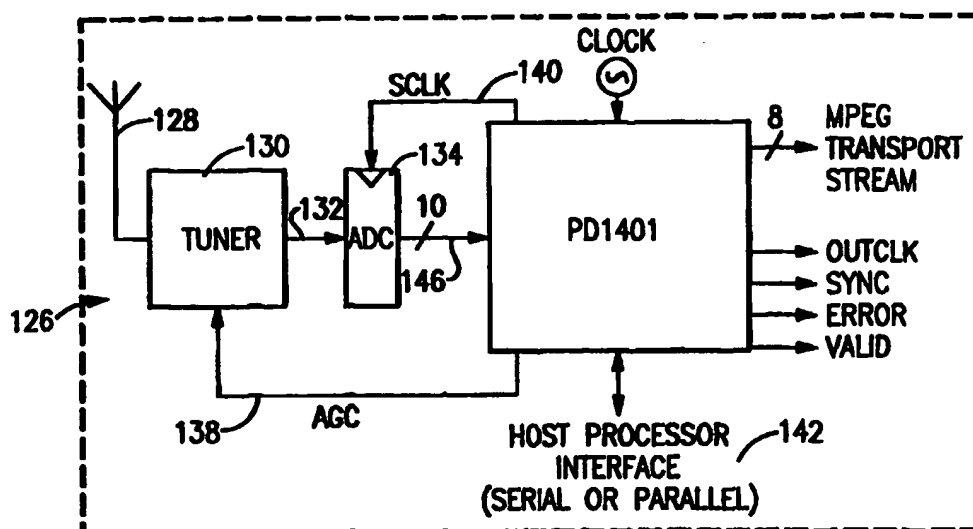 CLOCK
SCLK
140
128
130
134
8
MPEG
TRANSPORT
STREAM
132
10
TUNER
ADC
PD1401
146
OUTCLK
SYNC
ERROR
VALID
126
138
AGC
HOST PROCESSOR
INTERFACE
(SERIAL OR PARALLEL)
142